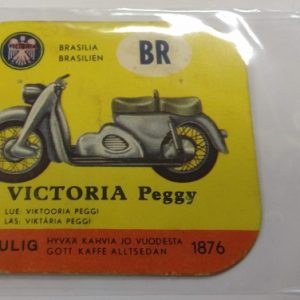 VICTORIA
BRASILIA
BRASILIEN
BR
VICTORIA Peggy
LUE: VIKTOORIA PEGGI
LÄS: VIKTÅRIA PEGGI
ULIG HYVÄÄ KAHVIA JO VUODESTA 1876
GOTT KAFFE ALLTSEDAN